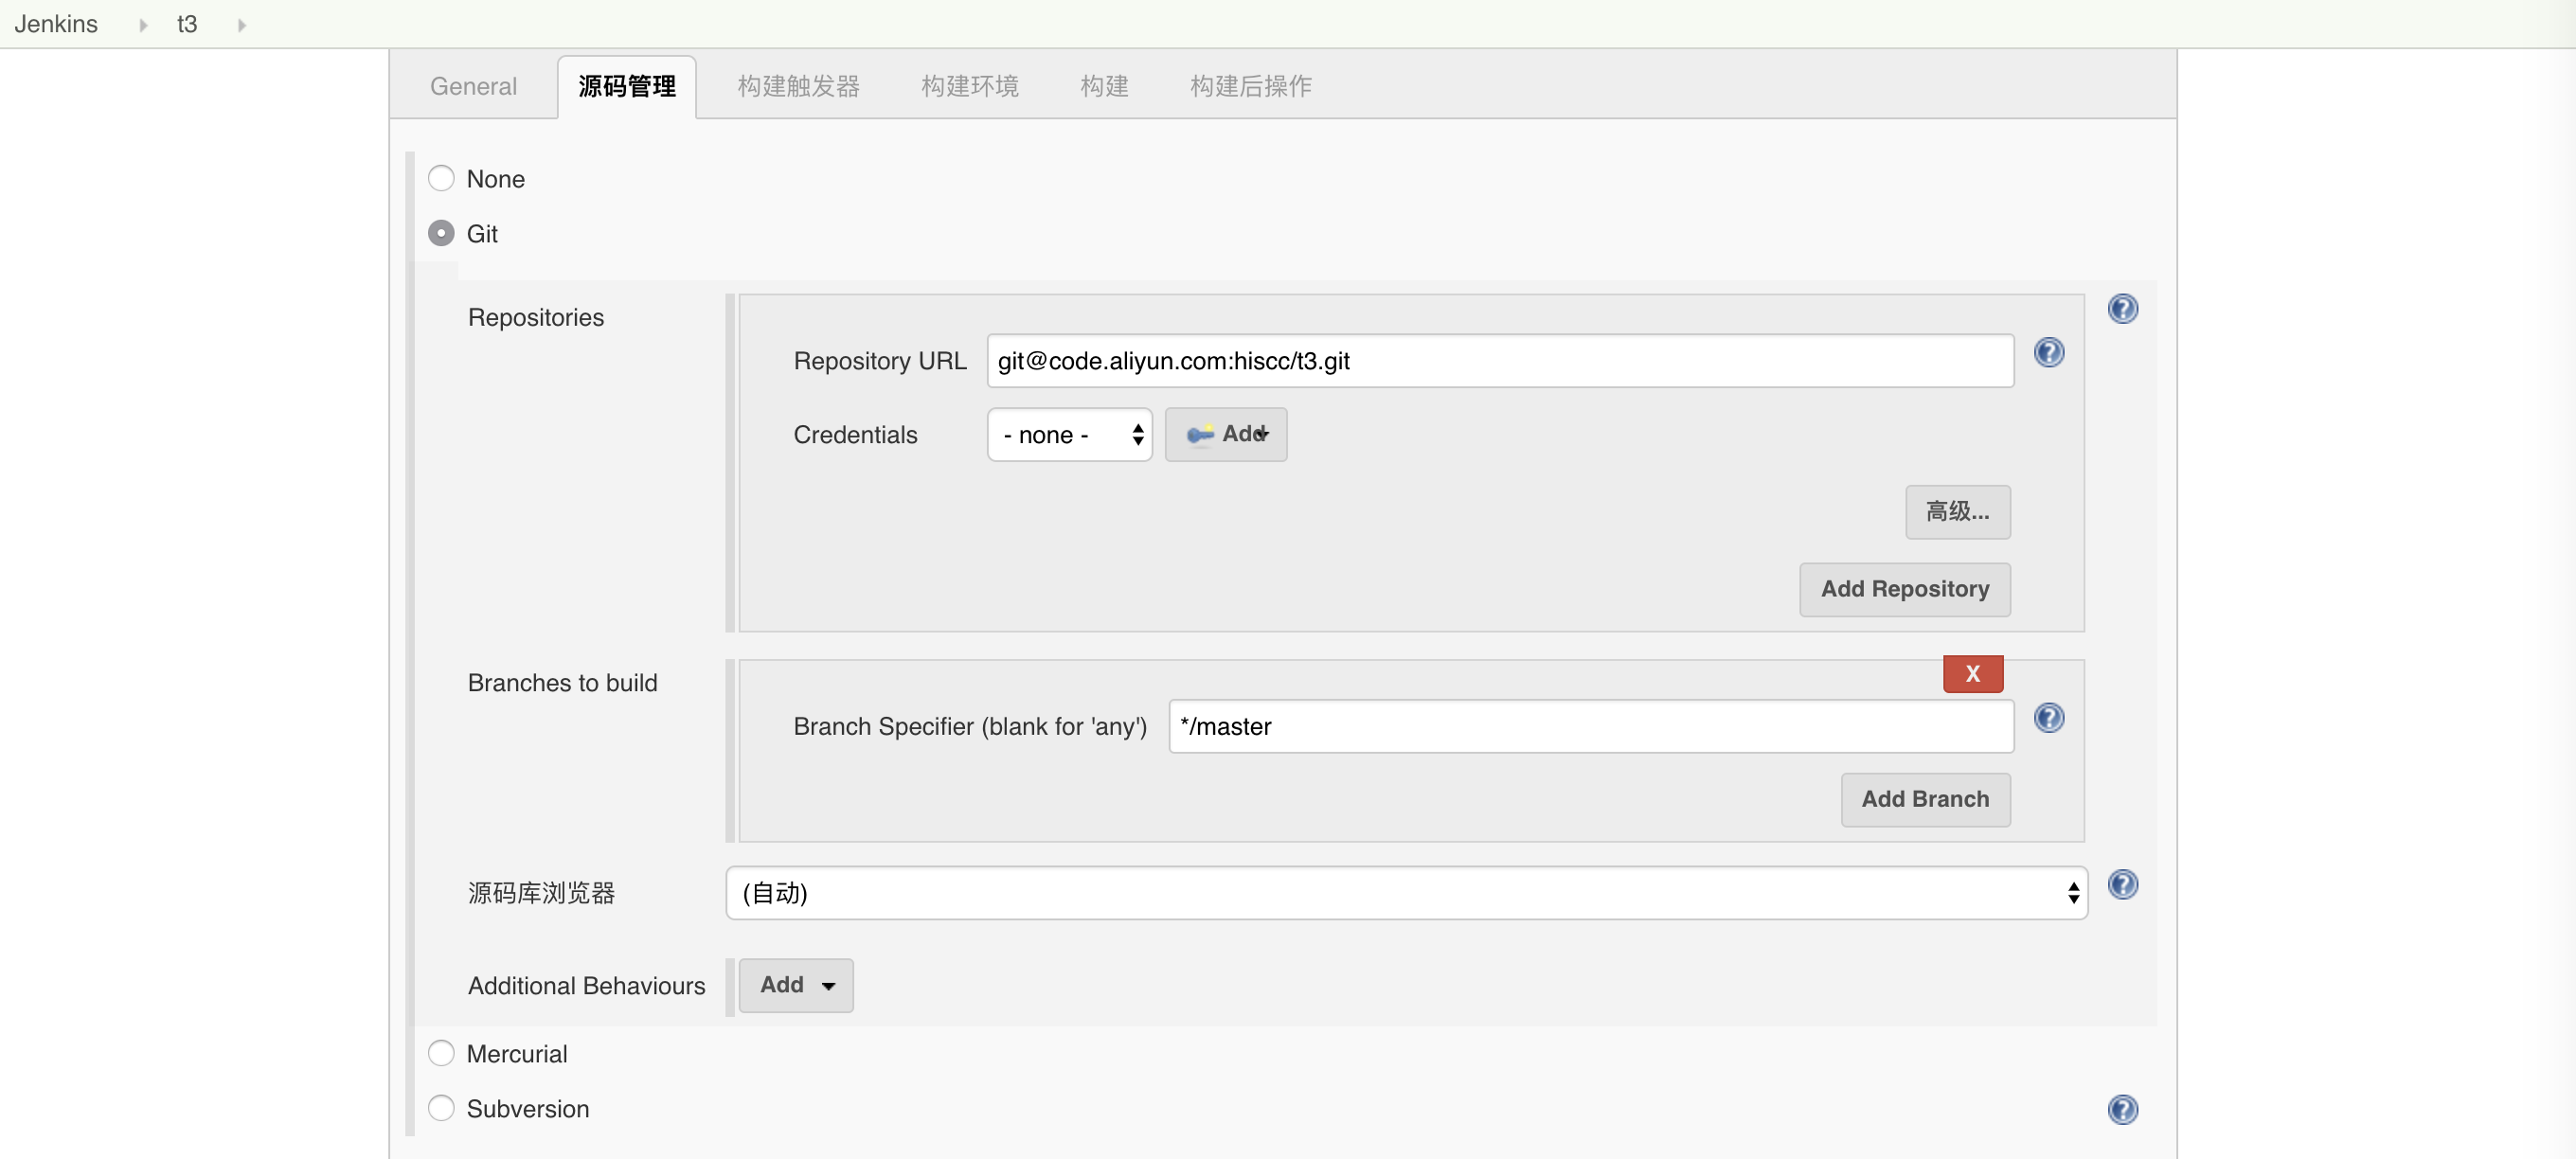 Jenkins t3
General 源码管理 构建触发器 构建环境 构建 构建后操作
None
Git
Repositories
Repository URL git@code.aliyun.com:hiscc/t3.git
Credentials - none - Add
高级...
Add Repository
Branches to build
X
Branch Specifier (blank for 'any') */master
Add Branch
源码库浏览器 (自动)
Additional Behaviours Add
Mercurial
Subversion